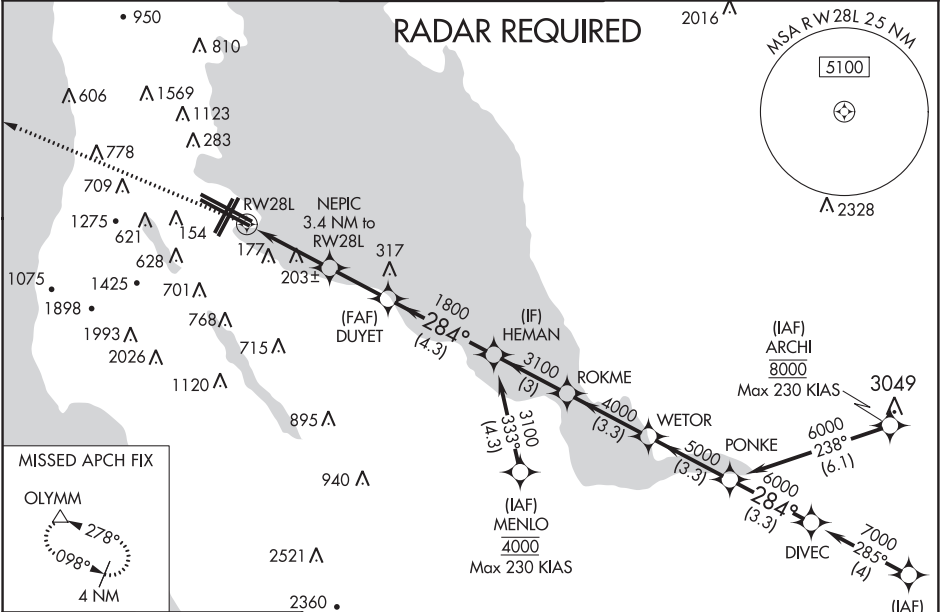 RADAR REQUIRED
950
810
606
1569
1123
283
778
709
1275
621
154
628
1075
1425
701
1898
768
1993
2026
715
1120
895
940
2521
2360
2016
MSA RW 28L 25 NM
5100
2328
RW28L
NEPIC
3.4 NM to
RW28L
177
203±
317
(FAF)
DUYET
1800
284°
(4.3)
(IF)
HEMAN
3100
(3)
ROKME
4000
(3.3)
WETOR
5000
(3.3)
PONKE
6000
284°
(3.3)
DIVEC
7000
285°
(4)
(IAF)
(IAF)
ARCHI
8000
Max 230 KIAS
3049
6000
238°
(6.1)
3100
333°
(4.3)
(IAF)
MENLO
4000
Max 230 KIAS
MISSED APCH FIX
OLYMM
278°
098°
4 NM